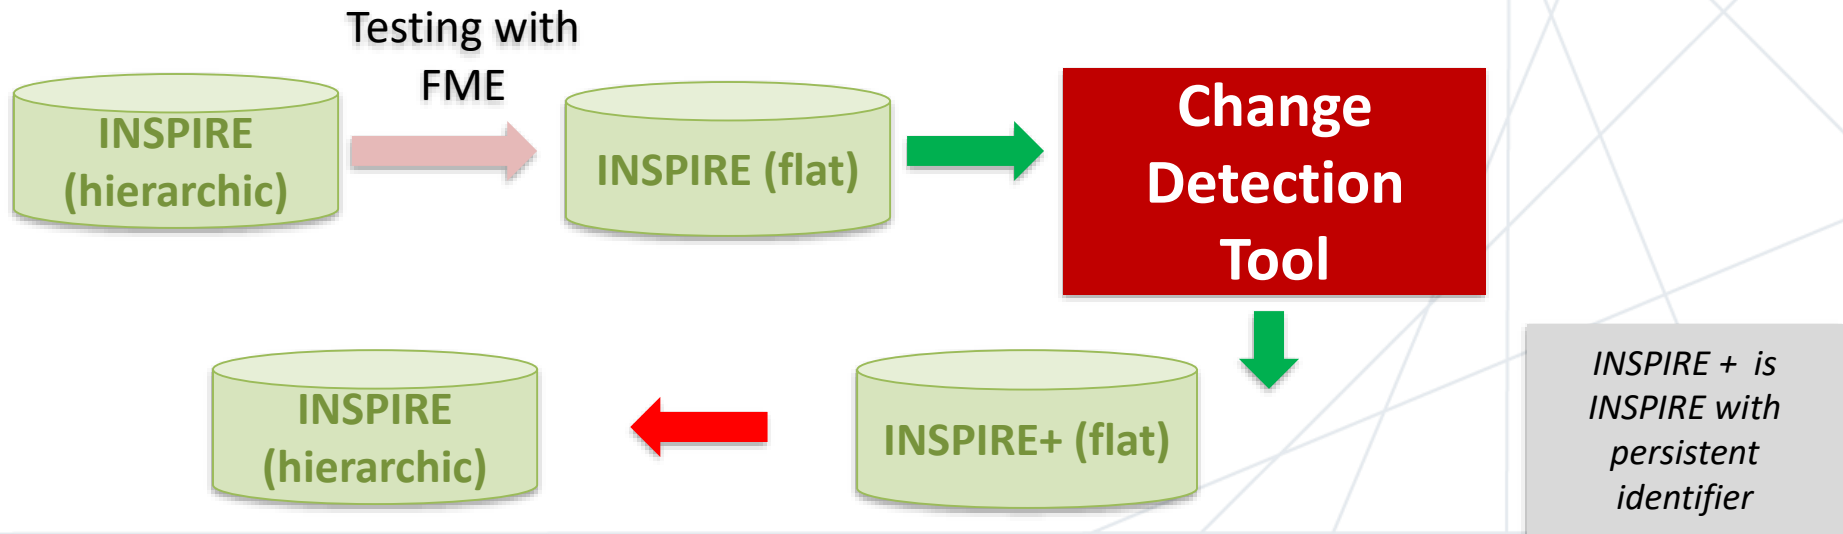 Testing with
FME
INSPIRE
(hierarchic)
INSPIRE (flat)
Change
Detection
Tool
INSPIRE
(hierarchic)
INSPIRE+ (flat)
INSPIRE + is
INSPIRE with
persistent
identifier